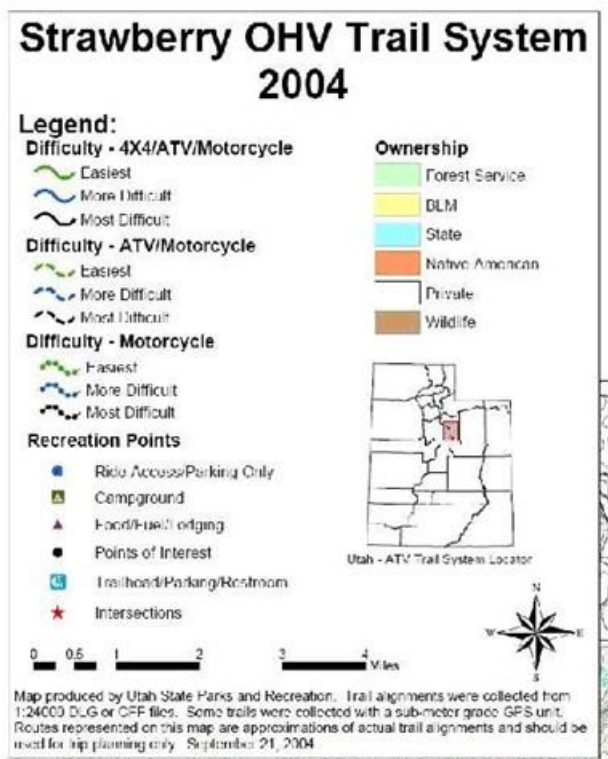 Strawberry OHV Trail System
2004
Legend:
Difficulty - 4X4/ATV/Motorcycle
Easiest
More Difficult
Most Difficult
Difficulty - ATV/Motorcycle
Easiest
More Difficult
Most Difficult
Difficulty - Motorcycle
Easiest
More Difficult
Most Difficult
Recreation Points
Ride Access/Parking Only
Campground
Food/Fuel/Lodging
Points of Interest
Trailhead/Parking/Restroom
Intersections
Ownership
Forest Service
BLM
State
Native American
Private
Wildlife
Utah - ATV Trail System Locator
N
W E
S
0 0.5 1 2 3 4
Miles
Map produced by Utah State Parks and Recreation. Trail alignments were collected from
1:24000 DLG or CFF files. Some trails were collected with a sub-meter grade GPS unit.
Routes represented on this map are approximations of actual trail alignments and should be
used for trip planning only. September 21, 2004